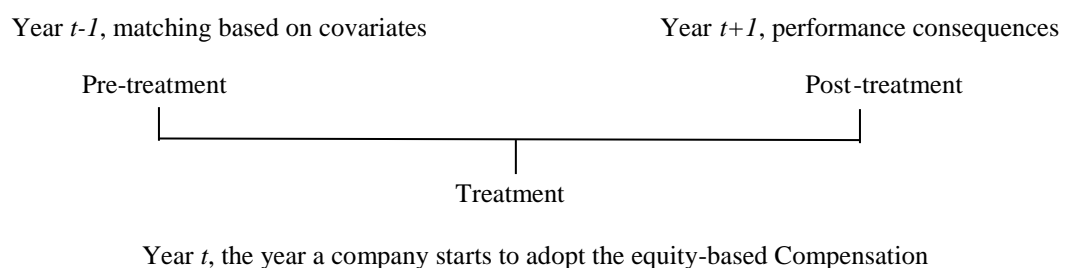 Year t-1, matching based on covariates
Year t+1, performance consequences
Pre-treatment
Post-treatment
Treatment
Year t, the year a company starts to adopt the equity-based Compensation